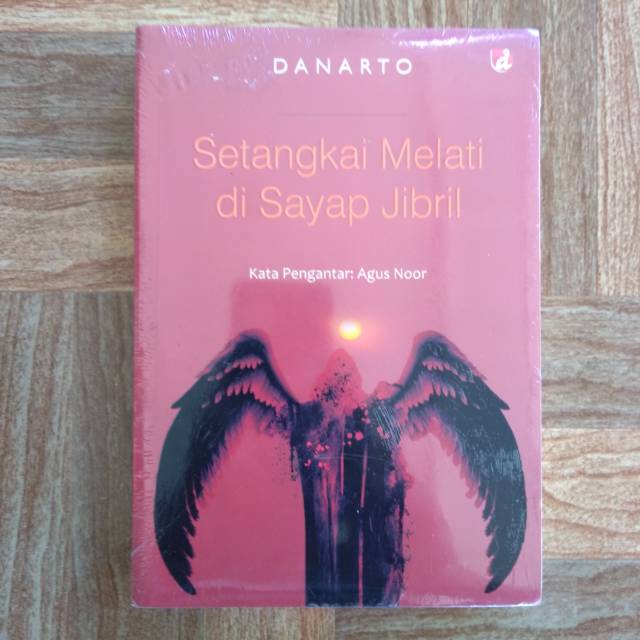 DANARTO
Setangkai Melati
di Sayap Jibril
Kata Pengantar: Agus Noor